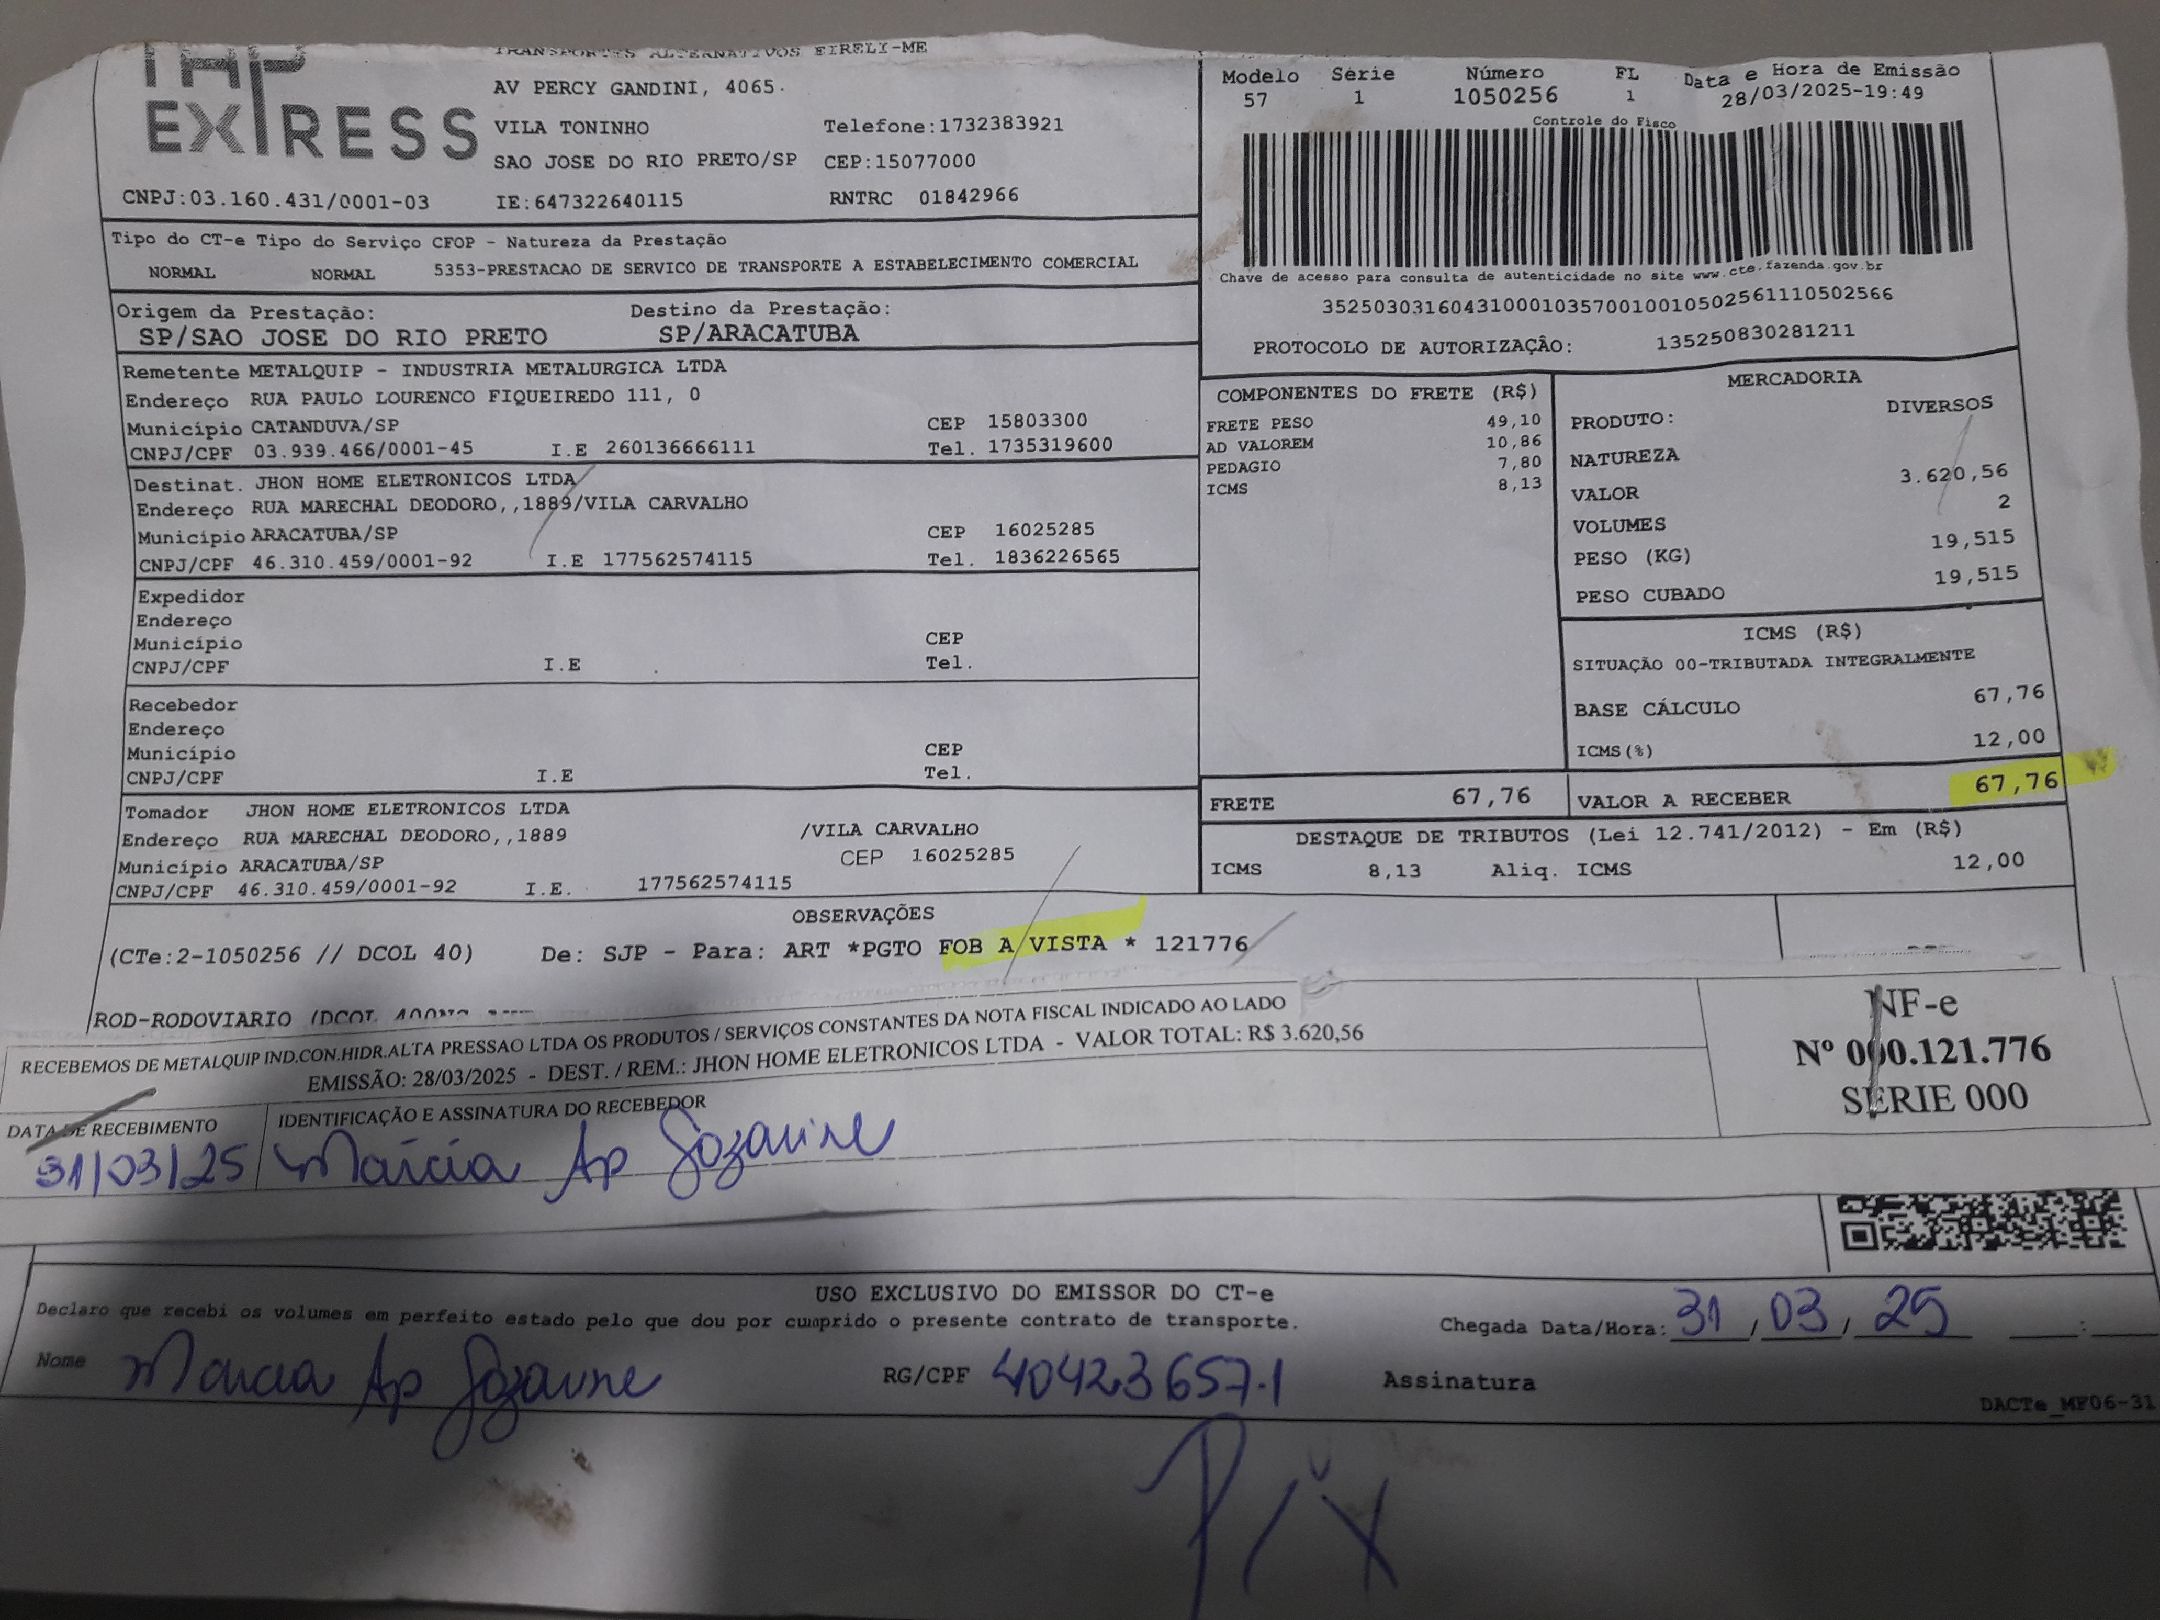 TAP
EXPRESS
TRANSPORTES ALTERNATIVOS EIRELI-ME
AV PERCY GANDINI, 4065.
VILA TONINHO Telefone:1732383921
SAO JOSE DO RIO PRETO/SP CEP:15077000
CNPJ:03.160.431/0001-03 IE:647322640115 RNTRC 01842966
Modelo Série Número FL Data e Hora de Emissão
57 1 1050256 1 28/03/2025-19:49
Controle do Fisco
Chave de acesso para consulta de autenticidade no site www.cte.fazenda.gov.br
35250303160431000103570010010502561110502566
PROTOCOLO DE AUTORIZAÇÃO: 135250830281211
Tipo do CT-e Tipo do Serviço CFOP - Natureza da Prestação
NORMAL NORMAL 5353-PRESTACAO DE SERVICO DE TRANSPORTE A ESTABELECIMENTO COMERCIAL
Origem da Prestação: Destino da Prestação:
SP/SAO JOSE DO RIO PRETO SP/ARACATUBA
Remetente METALQUIP - INDUSTRIA METALURGICA LTDA
Endereço RUA PAULO LOURENCO FIQUEIREDO 111, 0
Município CATANDUVA/SP CEP 15803300
CNPJ/CPF 03.939.466/0001-45 I.E 260136666111 Tel. 1735319600
Destinat. JHON HOME ELETRONICOS LTDA
Endereço RUA MARECHAL DEODORO,,1889/VILA CARVALHO
Município ARACATUBA/SP CEP 16025285
CNPJ/CPF 46.310.459/0001-92 I.E 177562574115 Tel. 1836226565
Expedidor
Endereço
Município CEP
CNPJ/CPF I.E Tel.
Recebedor
Endereço
Município CEP
CNPJ/CPF I.E Tel.
Tomador JHON HOME ELETRONICOS LTDA
Endereço RUA MARECHAL DEODORO,,1889 /VILA CARVALHO
Município ARACATUBA/SP CEP 16025285
CNPJ/CPF 46.310.459/0001-92 I.E. 177562574115
COMPONENTES DO FRETE (R$)
FRETE PESO 49,10
AD VALOREM 10,86
PEDAGIO 7,80
ICMS 8,13
MERCADORIA
PRODUTO: DIVERSOS
NATUREZA
VALOR 3.620,56
VOLUMES 2
PESO (KG) 19,515
PESO CUBADO 19,515
ICMS (R$)
SITUAÇÃO 00-TRIBUTADA INTEGRALMENTE
BASE CÁLCULO 67,76
ICMS(%) 12,00
FRETE 67,76 VALOR A RECEBER 67,76
DESTAQUE DE TRIBUTOS (Lei 12.741/2012) - Em (R$)
ICMS 8,13 Aliq. ICMS 12,00
OBSERVAÇÕES
(CTe:2-1050256 // DCOL 40) De: SJP - Para: ART *PGTO FOB A VISTA * 121776
ROD-RODOVIARIO (DCOL
RECEBEMOS DE METALQUIP IND.CON.HIDR.ALTA PRESSAO LTDA OS PRODUTOS / SERVIÇOS CONSTANTES DA NOTA FISCAL INDICADO AO LADO
EMISSÃO: 28/03/2025 - DEST. / REM.: JHON HOME ELETRONICOS LTDA - VALOR TOTAL: R$ 3.620,56
DATA DE RECEBIMENTO IDENTIFICAÇÃO E ASSINATURA DO RECEBEDOR
31/03/25 Marcia Ap
NF-e
Nº 000.121.776
SERIE 000
USO EXCLUSIVO DO EMISSOR DO CT-e
Declaro que recebi os volumes em perfeito estado pelo que dou por cumprido o presente contrato de transporte. Chegada Data/Hora: 31/03/25 :
Nome Marcia Ap RG/CPF 40423657-1 Assinatura
DACTe_MF06-31
Pix